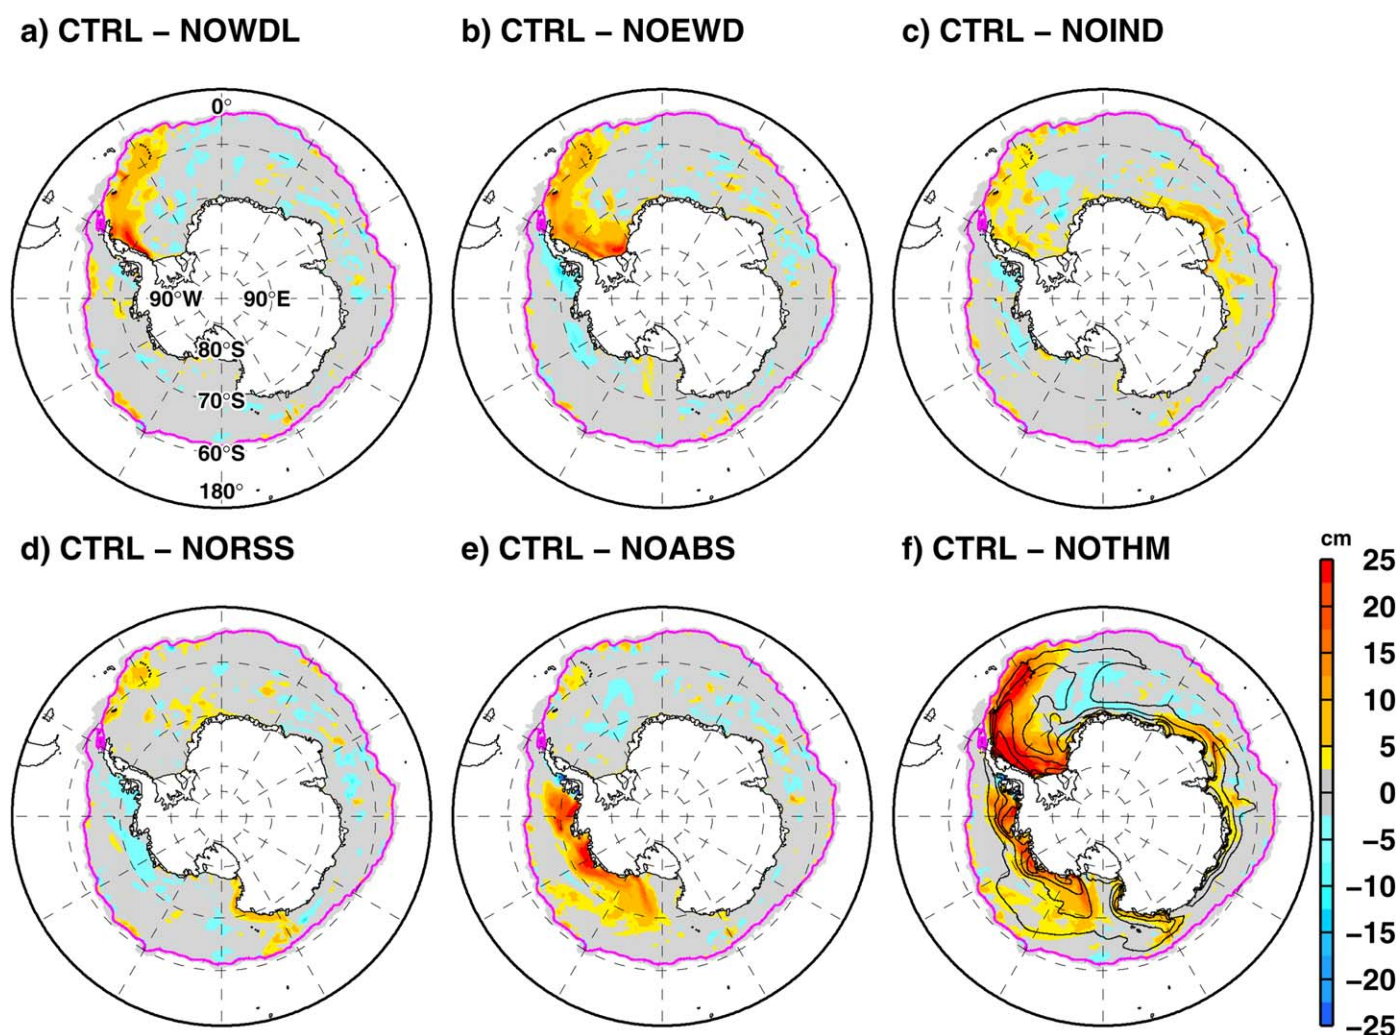 a) CTRL – NOWDL
b) CTRL – NOEWD
c) CTRL – NOIND
0°
90°W
90°E
80°S
70°S
60°S
180°
d) CTRL – NORSS
e) CTRL – NOABS
f) CTRL – NOTHM
cm
25
20
15
10
5
0
−5
−10
−15
−20
−25